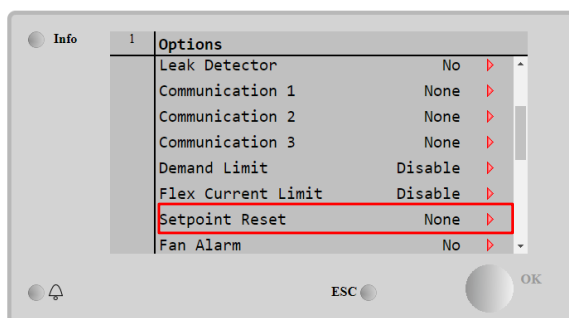 Info
1 Options
Leak Detector No
Communication 1 None
Communication 2 None
Communication 3 None
Demand Limit Disable
Flex Current Limit Disable
Setpoint Reset None
Fan Alarm No
ESC OK